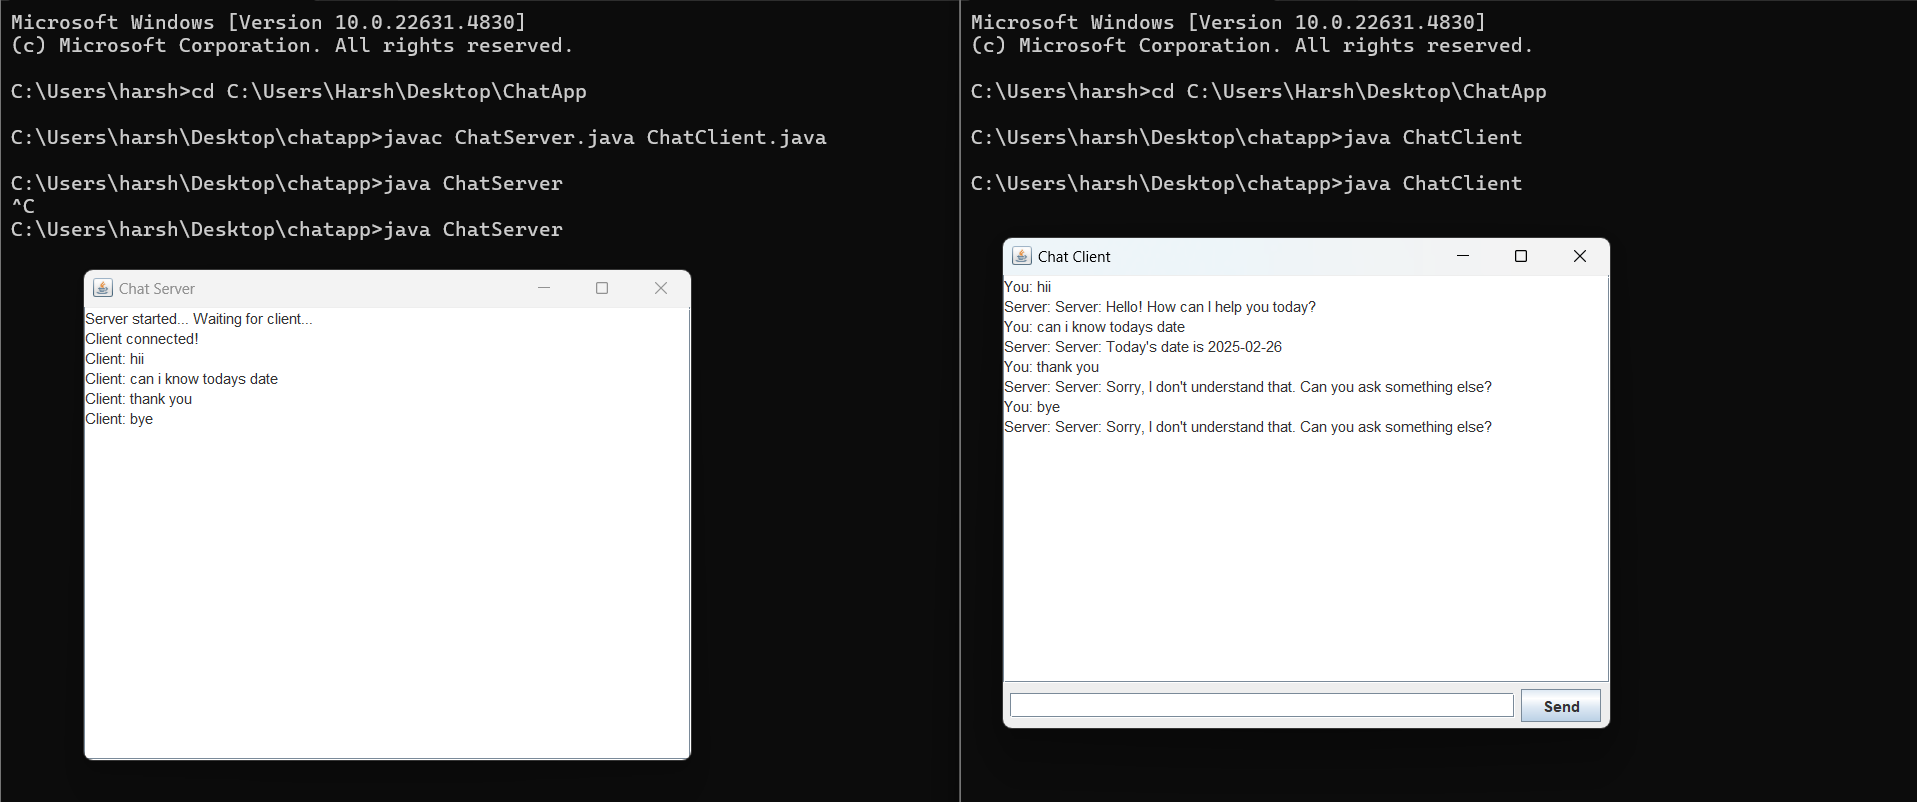 Microsoft Windows [Version 10.0.22631.4830]
(c) Microsoft Corporation. All rights reserved.
C:\Users\harsh>cd C:\Users\Harsh\Desktop\ChatApp
C:\Users\harsh\Desktop\chatapp>javac ChatServer.java ChatClient.java
C:\Users\harsh\Desktop\chatapp>java ChatServer
^C
C:\Users\harsh\Desktop\chatapp>java ChatServer
Chat Server
Server started... Waiting for client...
Client connected!
Client: hii
Client: can i know todays date
Client: thank you
Client: bye
Microsoft Windows [Version 10.0.22631.4830]
(c) Microsoft Corporation. All rights reserved.
C:\Users\harsh>cd C:\Users\Harsh\Desktop\ChatApp
C:\Users\harsh\Desktop\chatapp>java ChatClient
C:\Users\harsh\Desktop\chatapp>java ChatClient
Chat Client
You: hii
Server: Server: Hello! How can I help you today?
You: can i know todays date
Server: Server: Today's date is 2025-02-26
You: thank you
Server: Server: Sorry, I don't understand that. Can you ask something else?
You: bye
Server: Server: Sorry, I don't understand that. Can you ask something else?
Send